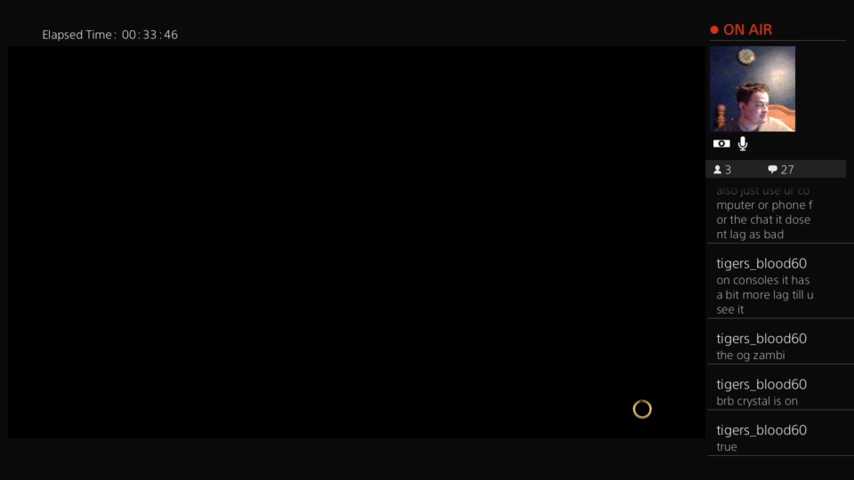 Elapsed Time: 00:33:46
ON AIR
3 27
also just use ur co
mputer or phone f
or the chat it dose
nt lag as bad
tigers_blood60
on consoles it has
a bit more lag till u
see it
tigers_blood60
the og zambi
tigers_blood60
brb crystal is on
tigers_blood60
true